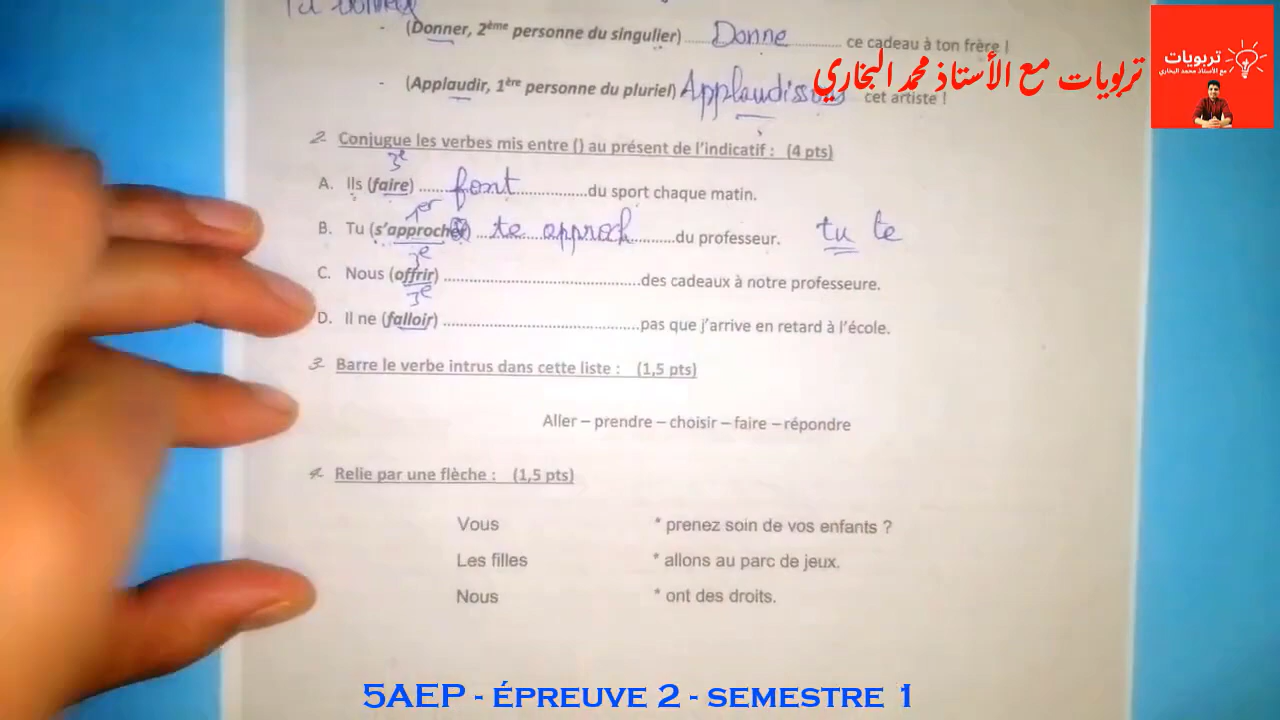 Tu donnes
- (Donner, 2ème personne du singulier) ........ Donne ............... ce cadeau à ton frère !
- (Applaudir, 1ère personne du pluriel) Applaudissons cet artiste !
تربويات مع الأستاذ محمد البخاري
تربويات
مع الأستاذ محمد البخاري
2. Conjugue les verbes mis entre () au présent de l'indicatif : (4 pts)
3e
A. Ils (faire) ........ font ..................du sport chaque matin.
1er
B. Tu (s'approcher) ... te approch ...........du professeur. tu te
3e
C. Nous (offrir) ..................................................des cadeaux à notre professeure.
3e
D. Il ne (falloir) ..................................................pas que j'arrive en retard à l'école.
3. Barre le verbe intrus dans cette liste : (1,5 pts)
Aller – prendre – choisir – faire – répondre
4. Relie par une flèche : (1,5 pts)
Vous * prenez soin de vos enfants ?
Les filles * allons au parc de jeux.
Nous * ont des droits.
5AEP - épreuve 2 - semestre 1